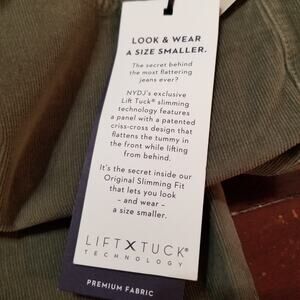 LOOK & WEAR
A SIZE SMALLER.
The secret behind
the most flattering
jeans ever?
NYDJ's exclusive
Lift Tuck® slimming
technology features
a panel with a patented
criss-cross design that
flattens the tummy in
the front while lifting
from behind.
It's the secret inside our
Original Slimming Fit
that lets you look
– and wear –
a size smaller.
LIFT X TUCK®
TECHNOLOGY
PREMIUM FABRIC